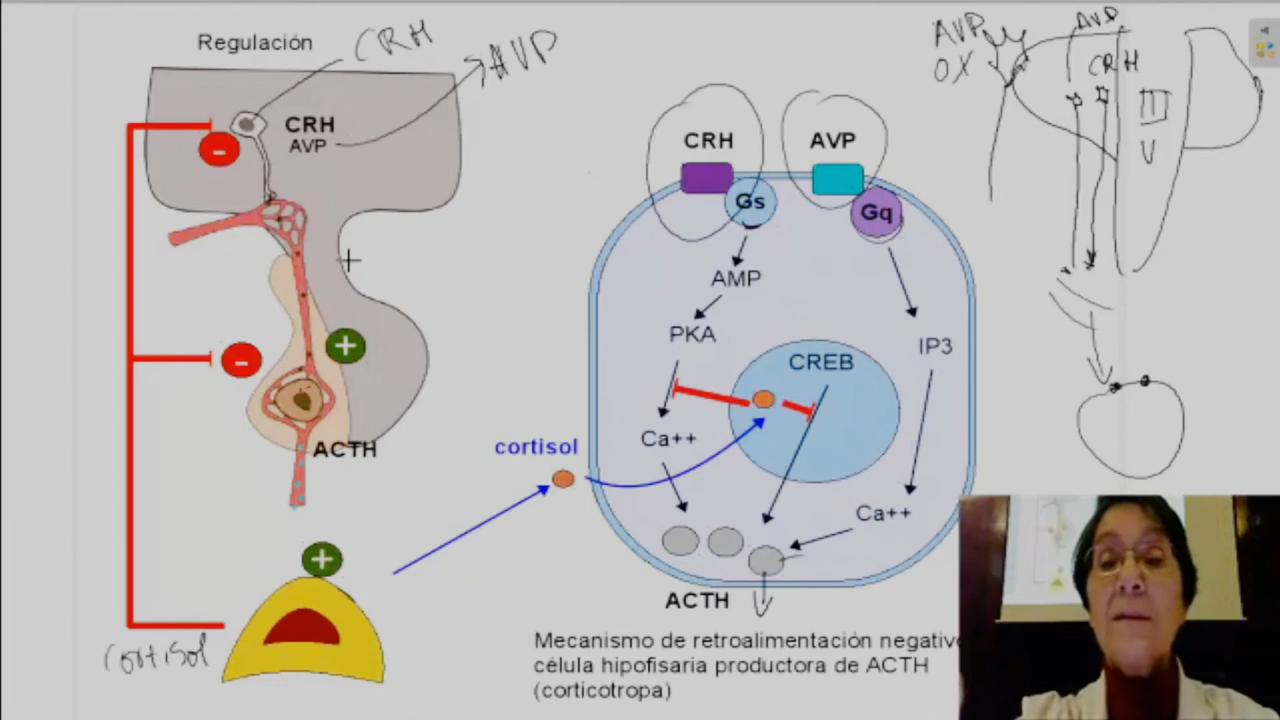 Regulación
CRH
AVP
CRH
AVP
ACTH
cortisol
CRH
AVP
Gs
Gq
AMP
PKA
IP3
CREB
Ca++
cortisol
Ca++
ACTH
Mecanismo de retroalimentación negativ
célula hipofisaria productora de ACTH
(corticotropa)
AVP
OX
AVP
CRH
III
V